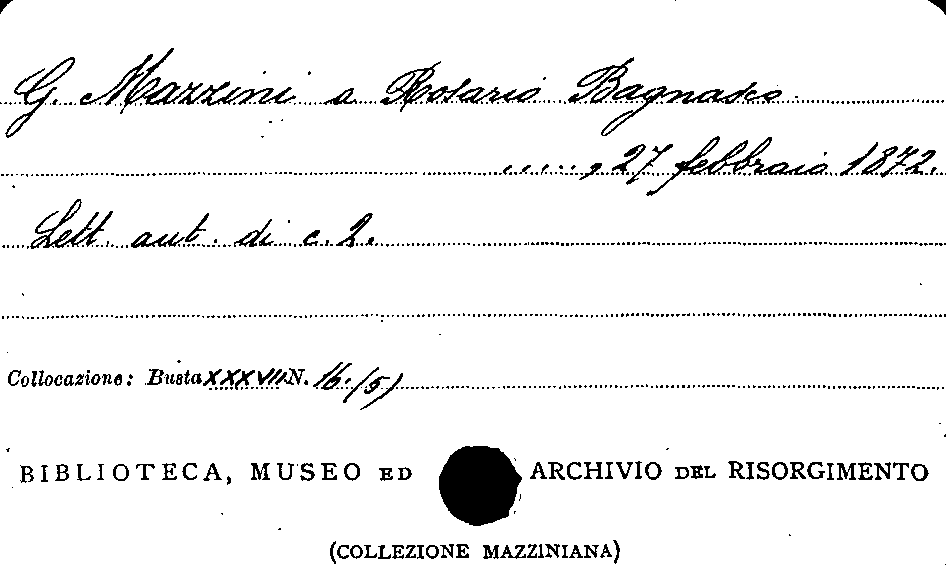 G. Mazzini a Rosario Bagnasco.
....., 27 febbraio 1872.
Lett. aut. di c. 2.
Collocazione: Busta XXXVII N. 16. (5)
BIBLIOTECA, MUSEO ED ARCHIVIO DEL RISORGIMENTO
(COLLEZIONE MAZZINIANA)